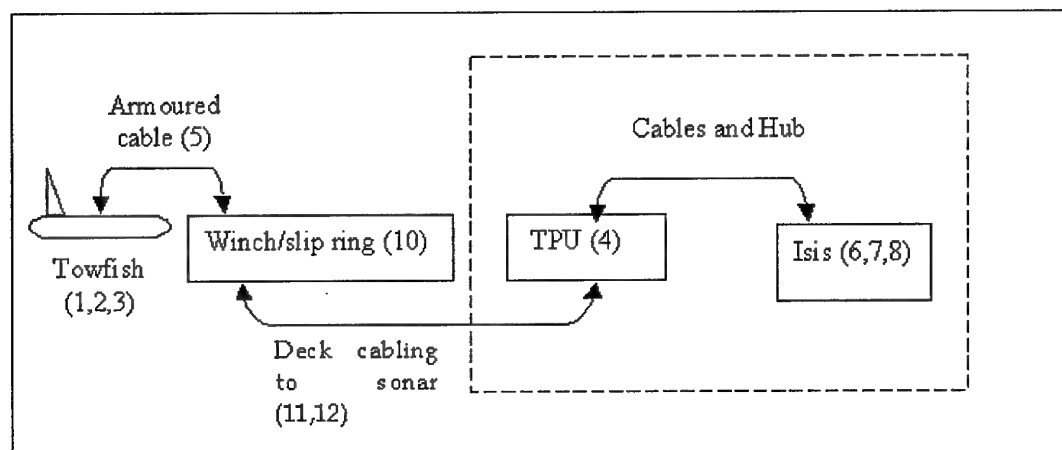 Armoured
cable (5)
Cables and Hub
Winch/slip ring (10)
TPU (4)
Isis (6,7,8)
Towfish
(1,2,3)
Deck cabling
to sonar
(11,12)